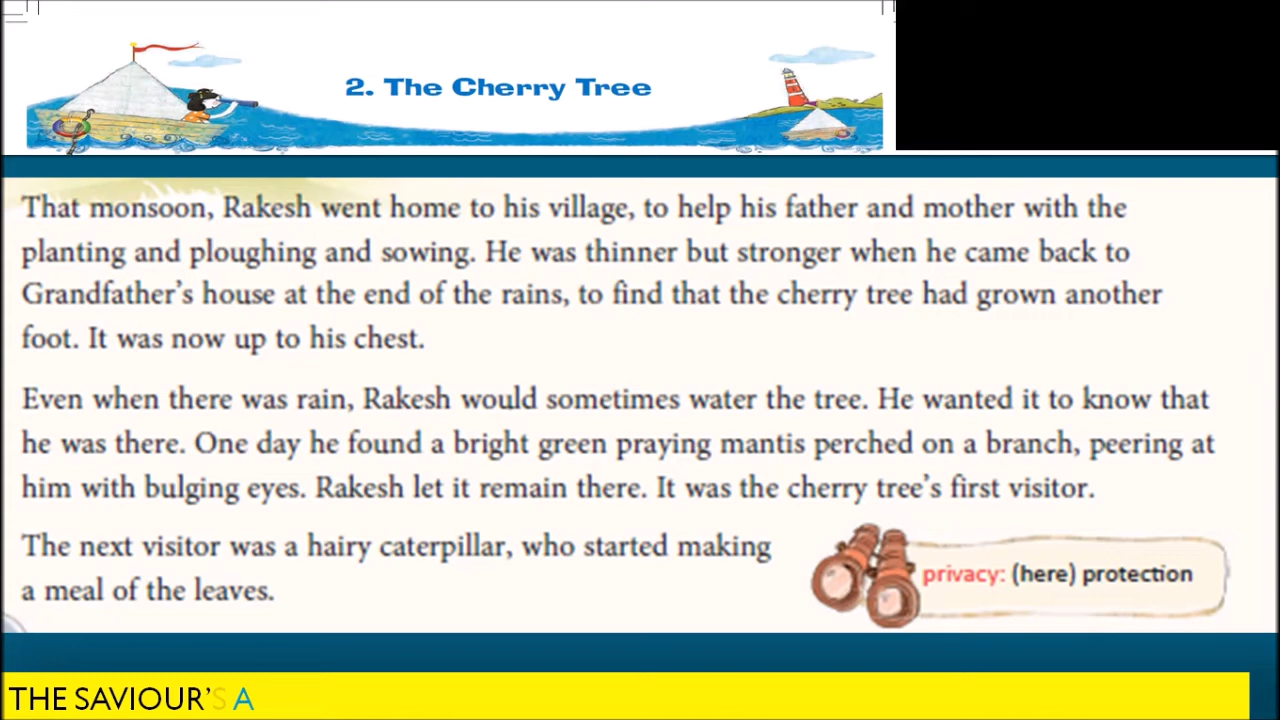 2. The Cherry Tree
That monsoon, Rakesh went home to his village, to help his father and mother with the
planting and ploughing and sowing. He was thinner but stronger when he came back to
Grandfather's house at the end of the rains, to find that the cherry tree had grown another
foot. It was now up to his chest.
Even when there was rain, Rakesh would sometimes water the tree. He wanted it to know that
he was there. One day he found a bright green praying mantis perched on a branch, peering at
him with bulging eyes. Rakesh let it remain there. It was the cherry tree's first visitor.
The next visitor was a hairy caterpillar, who started making
a meal of the leaves.
privacy: (here) protection
THE SAVIOUR'S A